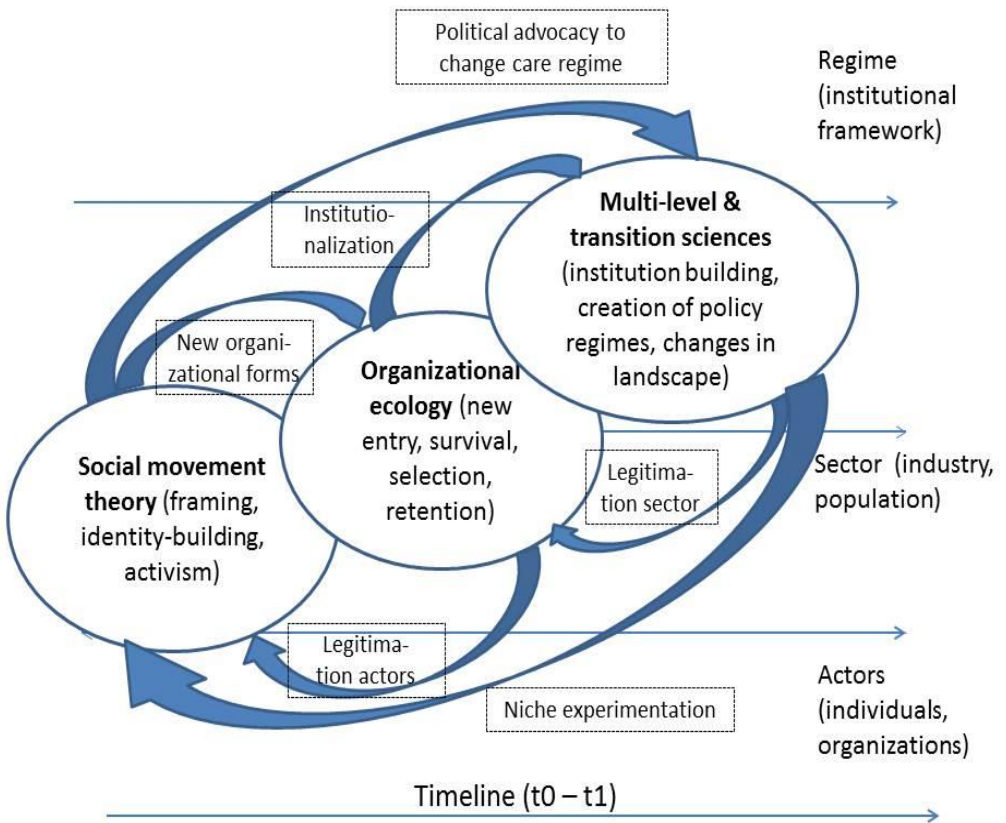 Political advocacy to
change care regime
Regime
(institutional
framework)
Institutio-
nalization
Multi-level &
transition sciences
(institution building,
creation of policy
regimes, changes in
landscape)
New organi-
zational forms
Organizational
ecology (new
entry, survival,
selection,
retention)
Social movement
theory (framing,
identity-building,
activism)
Legitima-
tion sector
Sector (industry,
population)
Legitima-
tion actors
Niche experimentation
Actors
(individuals,
organizations)
Timeline (t0 – t1)